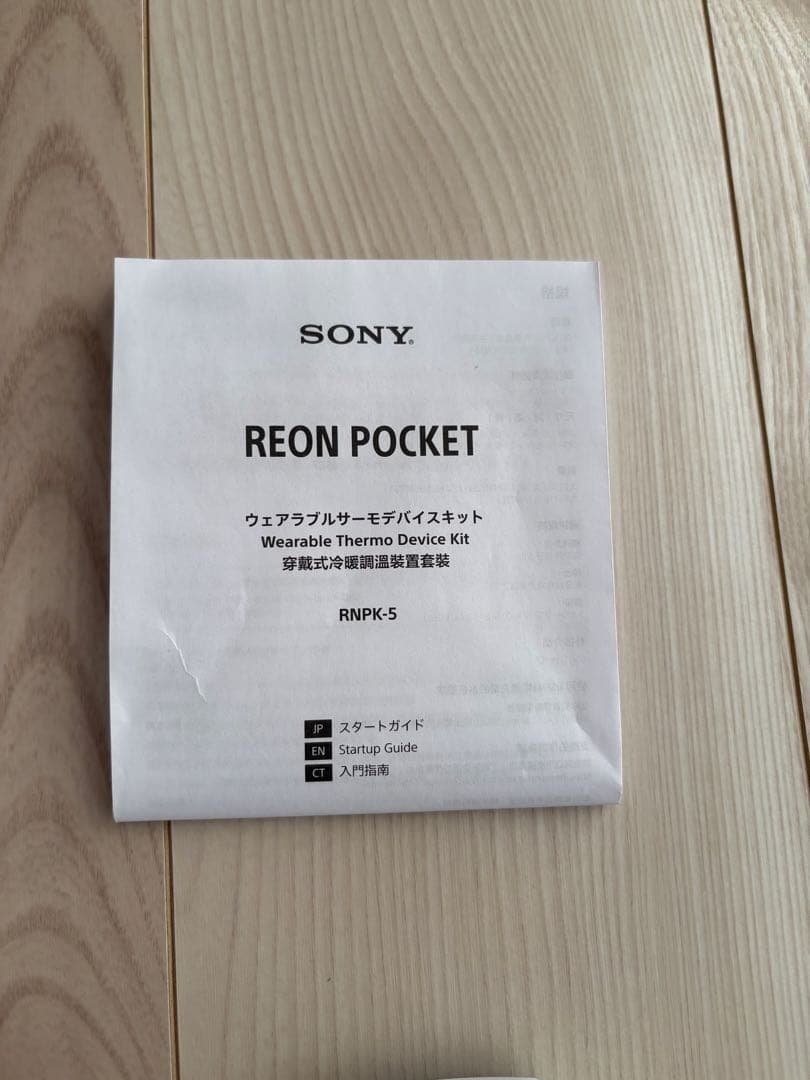 SONY®
REON POCKET
ウェアラブルサーモデバイスキット
Wearable Thermo Device Kit
穿戴式冷暖調溫裝置套裝
RNPK-5
JP スタートガイド
EN Startup Guide
CT 入門指南